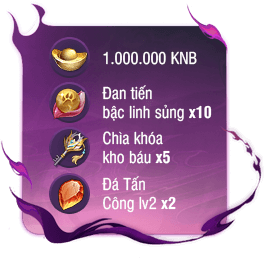 1.000.000 KNB
Đan tiến
bậc linh sủng x10
Chìa khóa
kho báu x5
Đá Tấn
Công lv2 x2